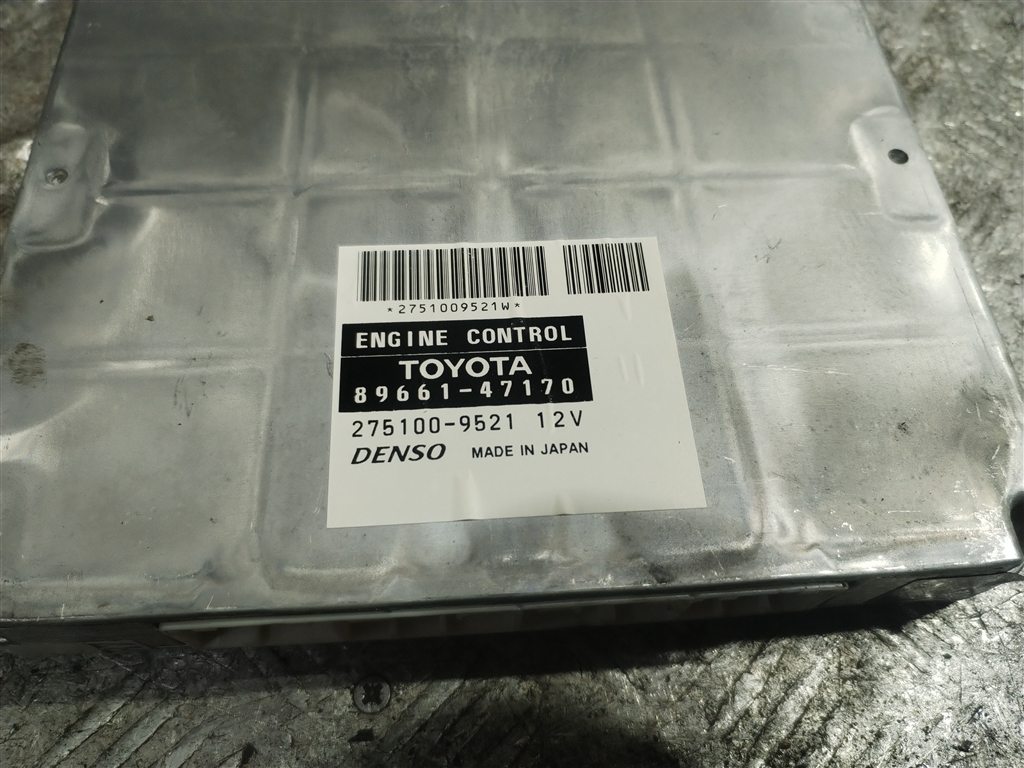 *2751009521W*
ENGINE CONTROL
TOYOTA
89661-47170
275100-9521 12V
DENSO MADE IN JAPAN